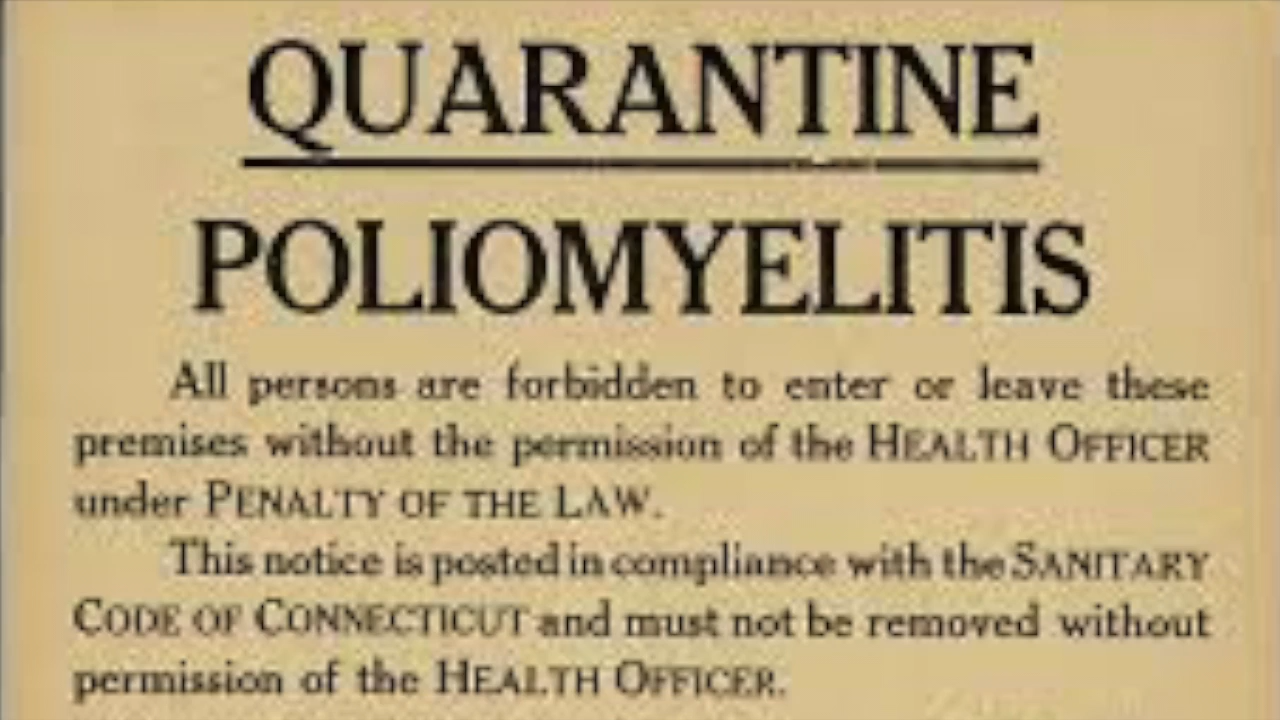 QUARANTINE
POLIOMYELITIS
All persons are forbidden to enter or leave these
premises without the permission of the HEALTH OFFICER
under PENALTY OF THE LAW.
This notice is posted in compliance with the SANITARY
CODE OF CONNECTICUT and must not be removed without
permission of the HEALTH OFFICER.